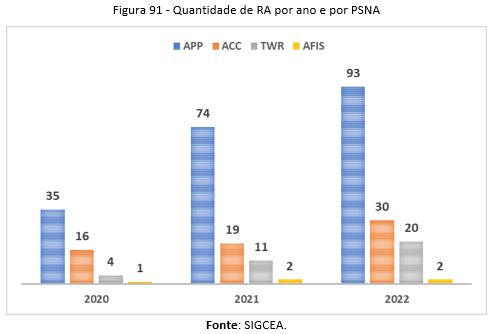 Figura 91 - Quantidade de RA por ano e por PSNA
APP ACC TWR AFIS
35 16 4 1
74 19 11 2
93 30 20 2
2020 2021 2022
Fonte: SIGCEA.